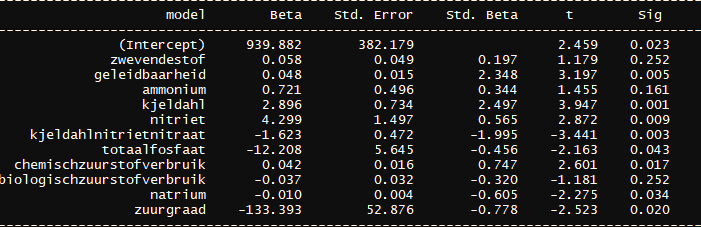 model Beta Std. Error Std. Beta t Sig
(Intercept) 939.882 382.179 2.459 0.023
zwevendestof 0.058 0.049 0.197 1.179 0.252
geleidbaarheid 0.048 0.015 2.348 3.197 0.005
ammonium 0.721 0.496 0.344 1.455 0.161
kjeldahl 2.896 0.734 2.497 3.947 0.001
nitriet 4.299 1.497 0.565 2.872 0.009
kjeldahlnitrietnitraat -1.623 0.472 -1.995 -3.441 0.003
totaalfosfaat -12.208 5.645 -0.456 -2.163 0.043
chemischzuurstofverbruik 0.042 0.016 0.747 2.601 0.017
biologischzuurstofverbruik -0.037 0.032 -0.320 -1.181 0.252
natrium -0.010 0.004 -0.605 -2.275 0.034
zuurgraad -133.393 52.876 -0.778 -2.523 0.020